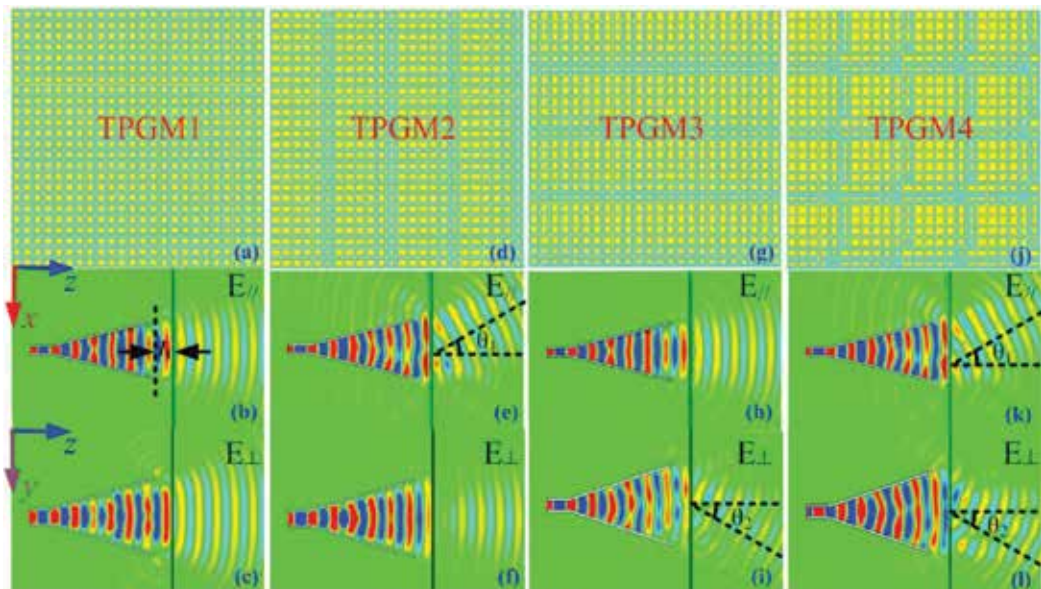 TPGM1
TPGM2
TPGM3
TPGM4
(a)
(d)
(g)
(j)
z
x
E//
E//
E//
E//
θ1
θ1
(b)
(e)
(h)
(k)
z
y
E⊥
E⊥
E⊥
E⊥
θ2
θ2
(c)
(f)
(i)
(l)